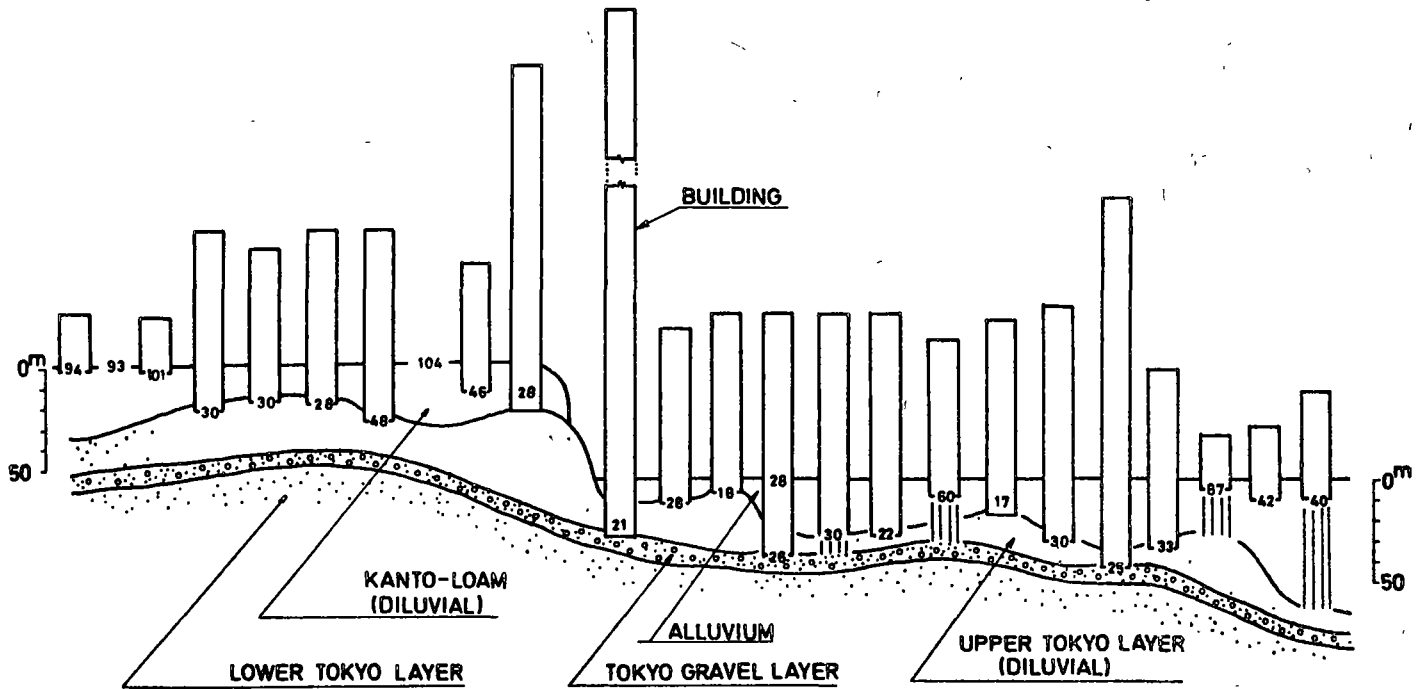 BUILDING
0m
94
93
101
30
30
28
48
104
46
28
50
21
28
18
28
26
30
22
60
17
30
25
33
87
42
40
0m
50
KANTO-LOAM
(DILUVIAL)
ALLUVIUM
UPPER TOKYO LAYER
(DILUVIAL)
LOWER TOKYO LAYER
TOKYO GRAVEL LAYER